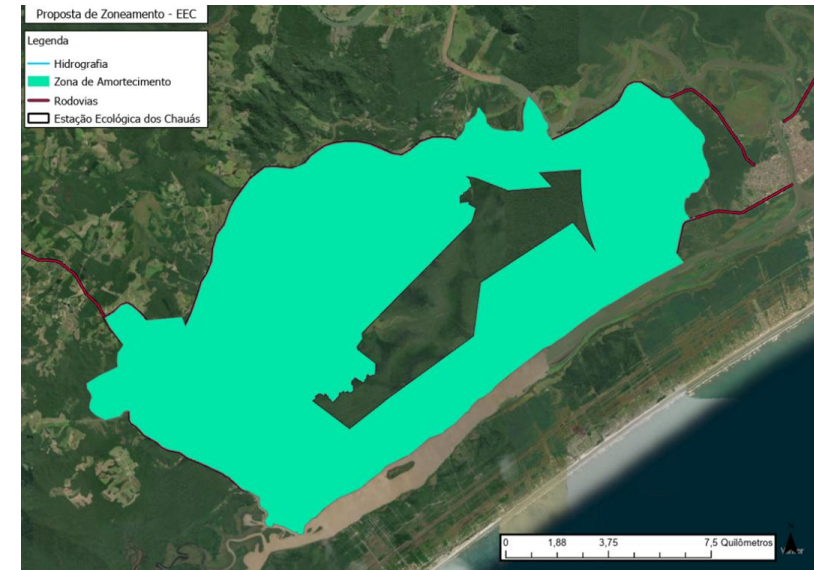 Proposta de Zoneamento - EEC
Legenda
Hidrografia
Zona de Amortecimento
Rodovias
Estação Ecológica dos Chauás
0 1,88 3,75 7,5 Quilômetros